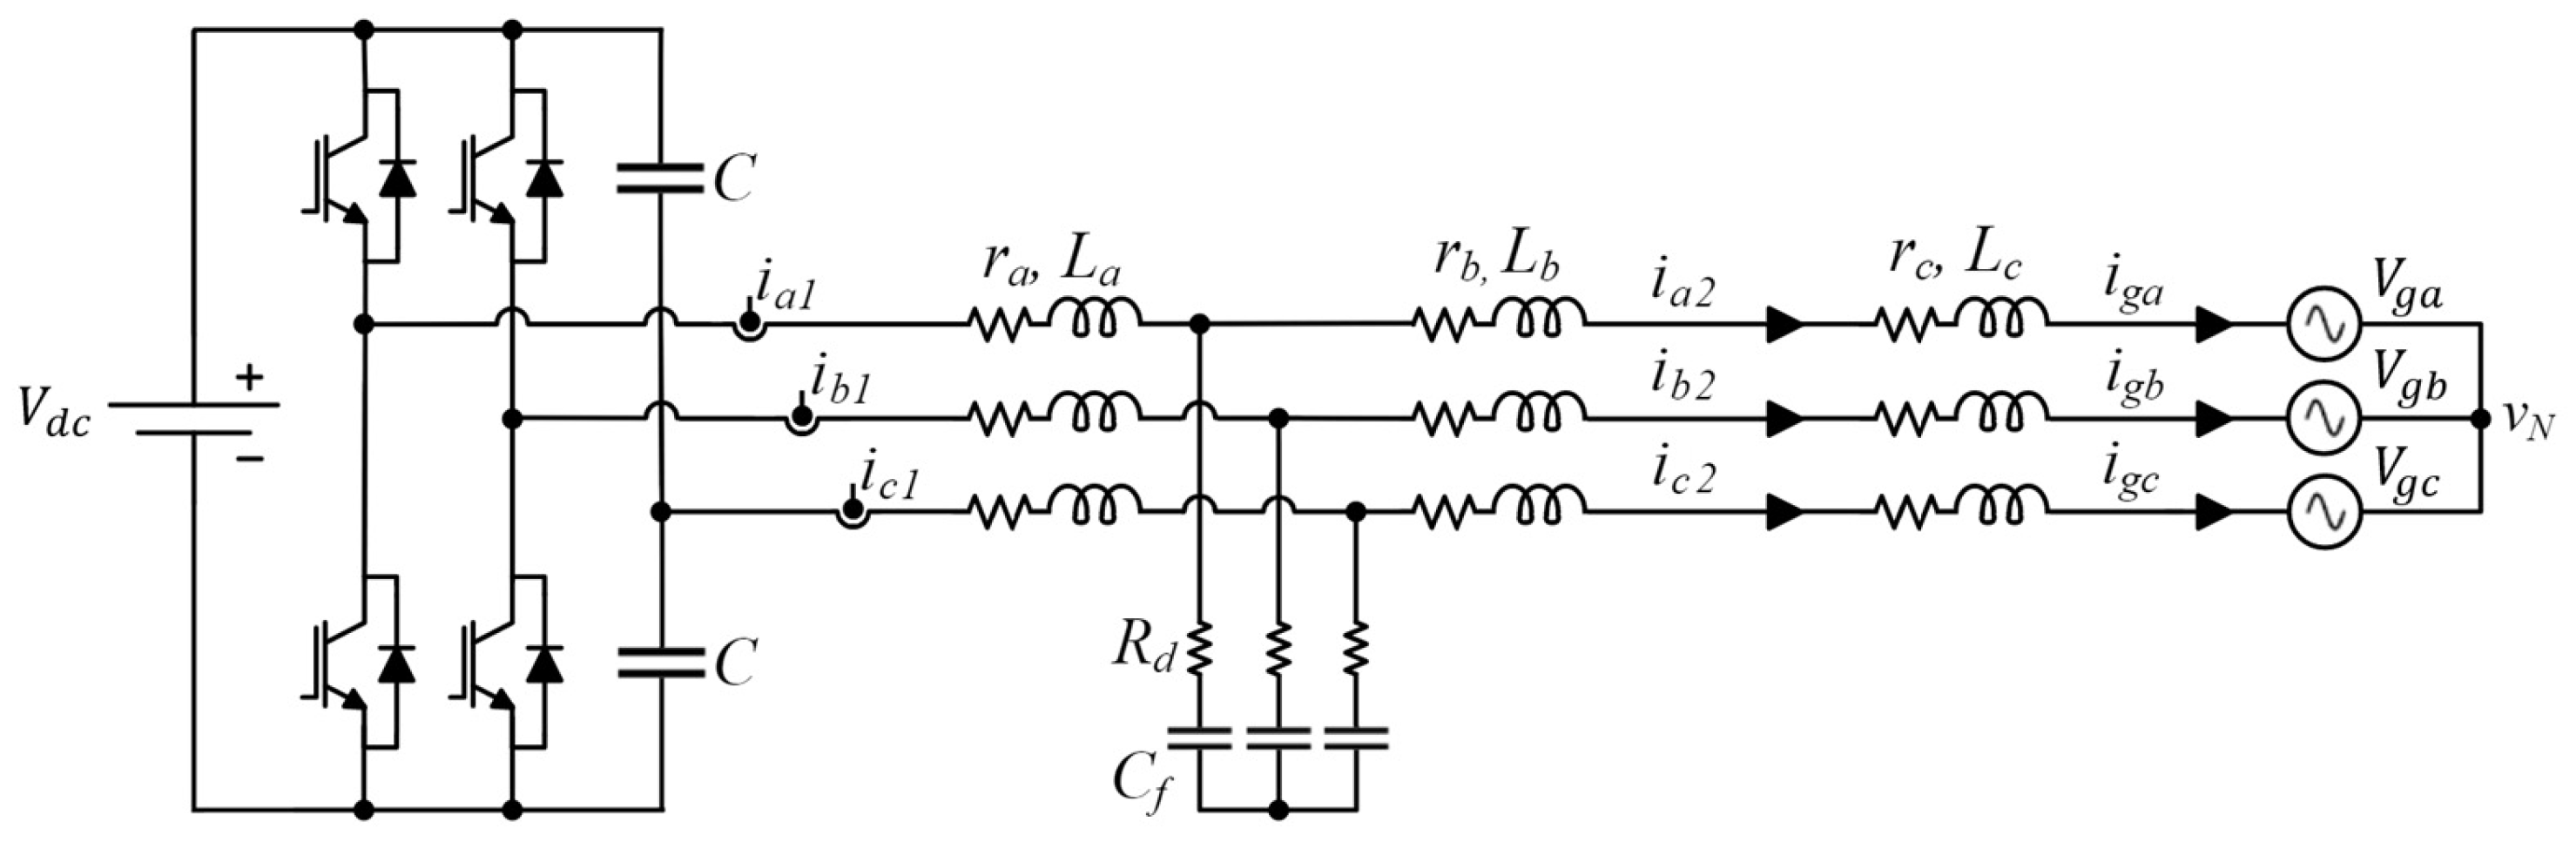 C
V_dc
+
−
i_a1
r_a, L_a
r_b, L_b
i_a2
r_c, L_c
i_ga
V_ga
i_b1
i_b2
i_gb
V_gb
v_N
i_c1
i_c2
i_gc
V_gc
R_d
C
C_f